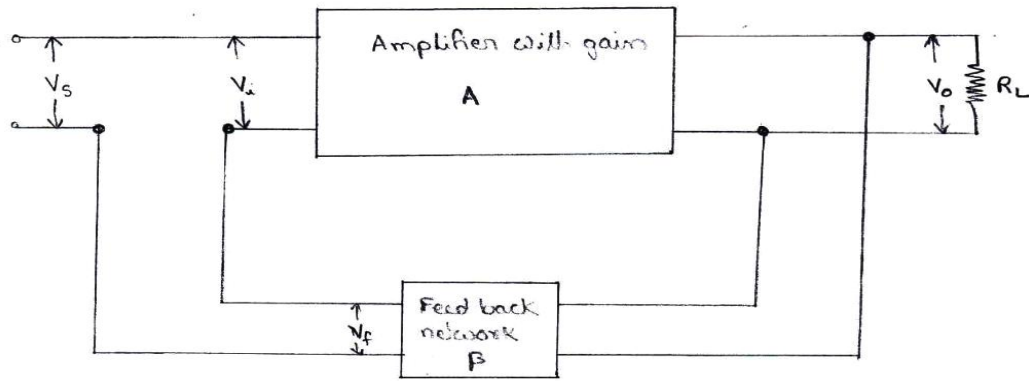 Amplifier with gain
A
Vs
Vi
Vo
RL
Feed back
network
β
Vf